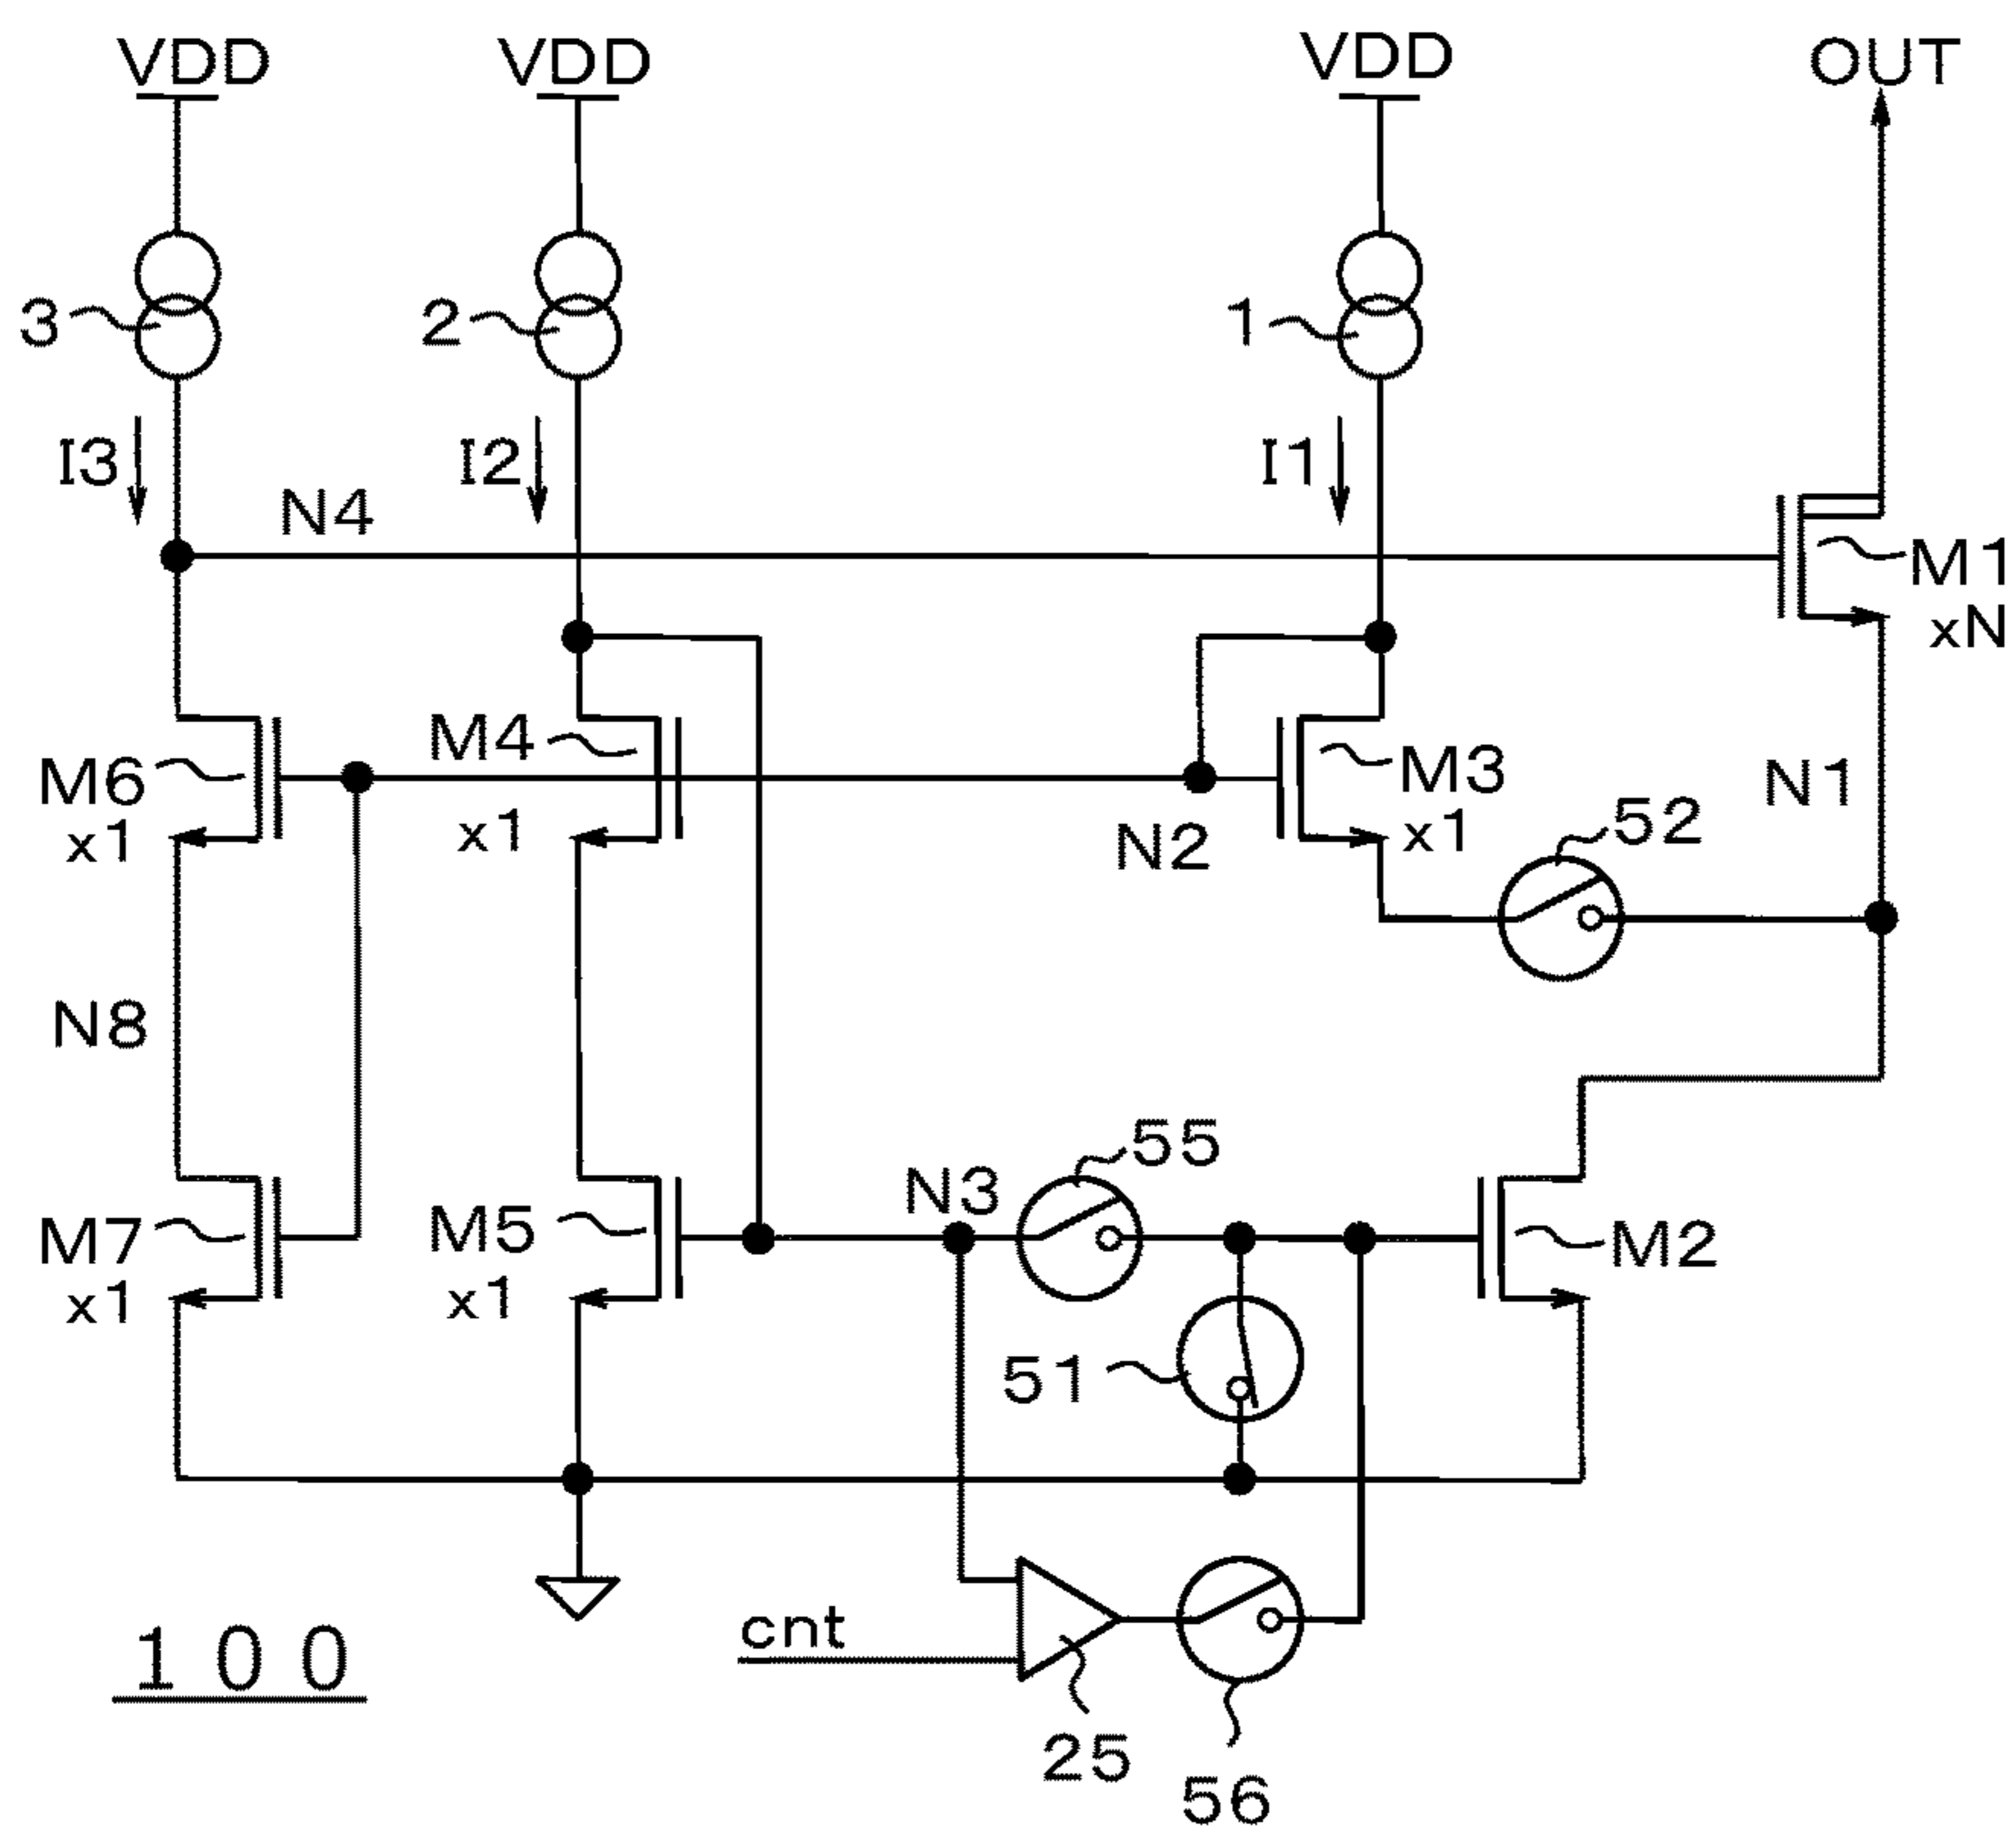 VDD VDD VDD OUT
3 2 1
I3 I2 I1
N4
M1
xN
M4 M3
M6 N1
x1 x1 N2 x1 52
N8
55
N3
M7 M5 M2
x1 x1
51
cnt
100
25
56